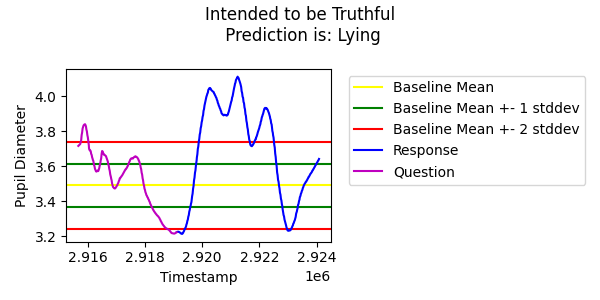 Intended to be Truthful
Prediction is: Lying
Baseline Mean
Baseline Mean +- 1 stddev
Baseline Mean +- 2 stddev
Response
Question
Pupil Diameter
4.0
3.8
3.6
3.4
3.2
2.916 2.918 2.920 2.922 2.924
1e6
Timestamp